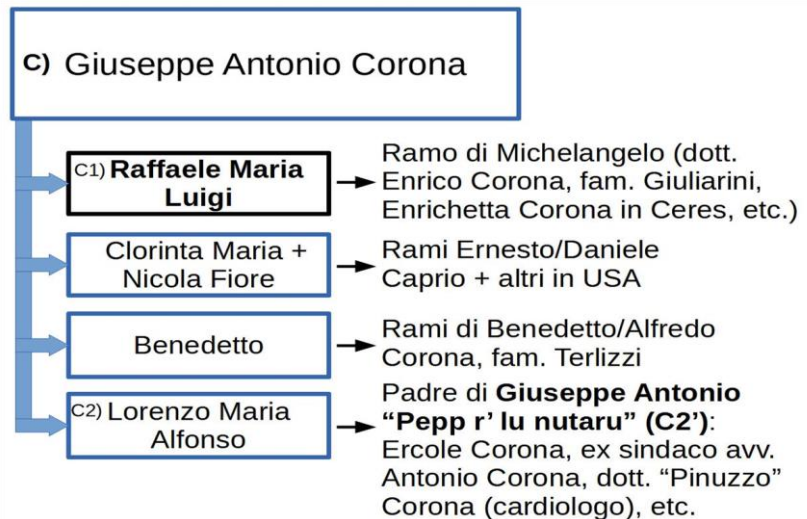 C) Giuseppe Antonio Corona
C1) Raffaele Maria
Luigi
Ramo di Michelangelo (dott.
Enrico Corona, fam. Giuliarini,
Enrichetta Corona in Ceres, etc.)
Clorinta Maria +
Nicola Fiore
Rami Ernesto/Daniele
Caprio + altri in USA
Benedetto
Rami di Benedetto/Alfredo
Corona, fam. Terlizzi
C2) Lorenzo Maria
Alfonso
Padre di Giuseppe Antonio
“Pepp r’ lu nutaru” (C2’):
Ercole Corona, ex sindaco avv.
Antonio Corona, dott. “Pinuzzo”
Corona (cardiologo), etc.